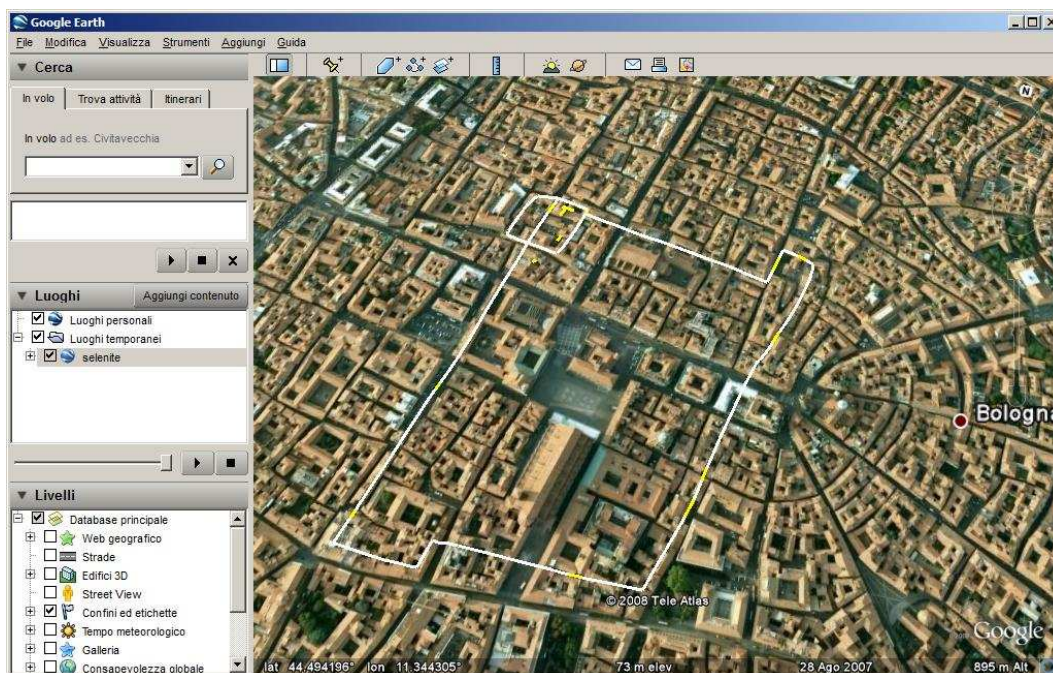 Google Earth
File Modifica Visualizza Strumenti Aggiungi Guida
Cerca
In volo Trova attività Itinerari
In volo ad es. Civitavecchia
Luoghi Aggiungi contenuto
Luoghi personali
Luoghi temporanei
selenite
Livelli
Database principale
Web geografico
Strade
Edifici 3D
Street View
Confini ed etichette
Tempo meteorologico
Galleria
Consapevolezza globale
N
Bologna
© 2008 Tele Atlas
Google
lat 44.494196° lon 11.344305° 73 m elev 28 Ago 2007 895 m Alt